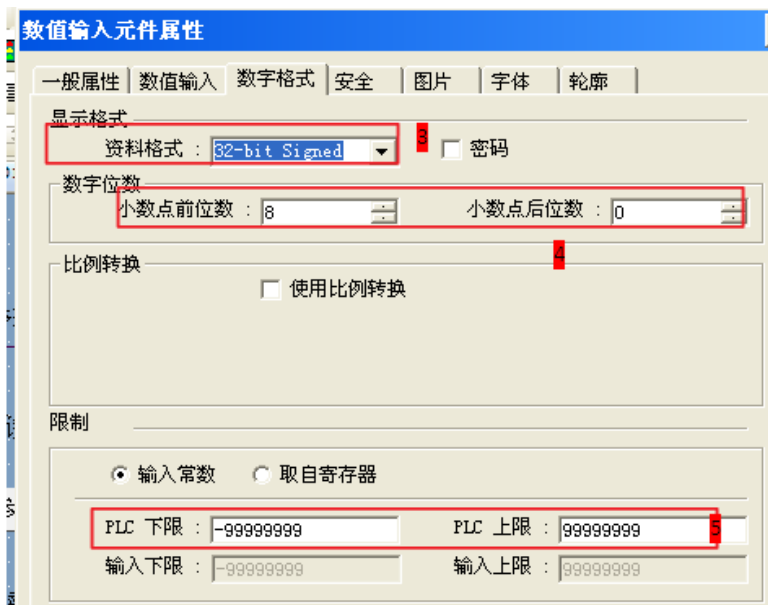 数值输入元件属性
一般属性 数值输入 数字格式 安全 图片 字体 轮廓
显示格式
资料格式 : 32-bit Signed 3 密码
数字位数
小数点前位数 : 8 小数点后位数 : 0
4
比例转换
使用比例转换
限制
输入常数 取自寄存器
PLC 下限 : -99999999 PLC 上限 : 99999999 5
输入下限 : -99999999 输入上限 : 99999999